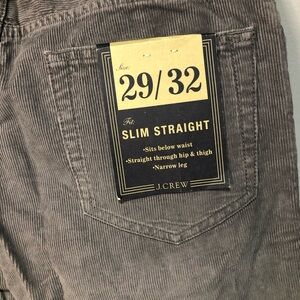 Size:
29/32
Fit:
SLIM STRAIGHT
•Sits below waist
•Straight through hip & thigh
•Narrow leg
J.CREW